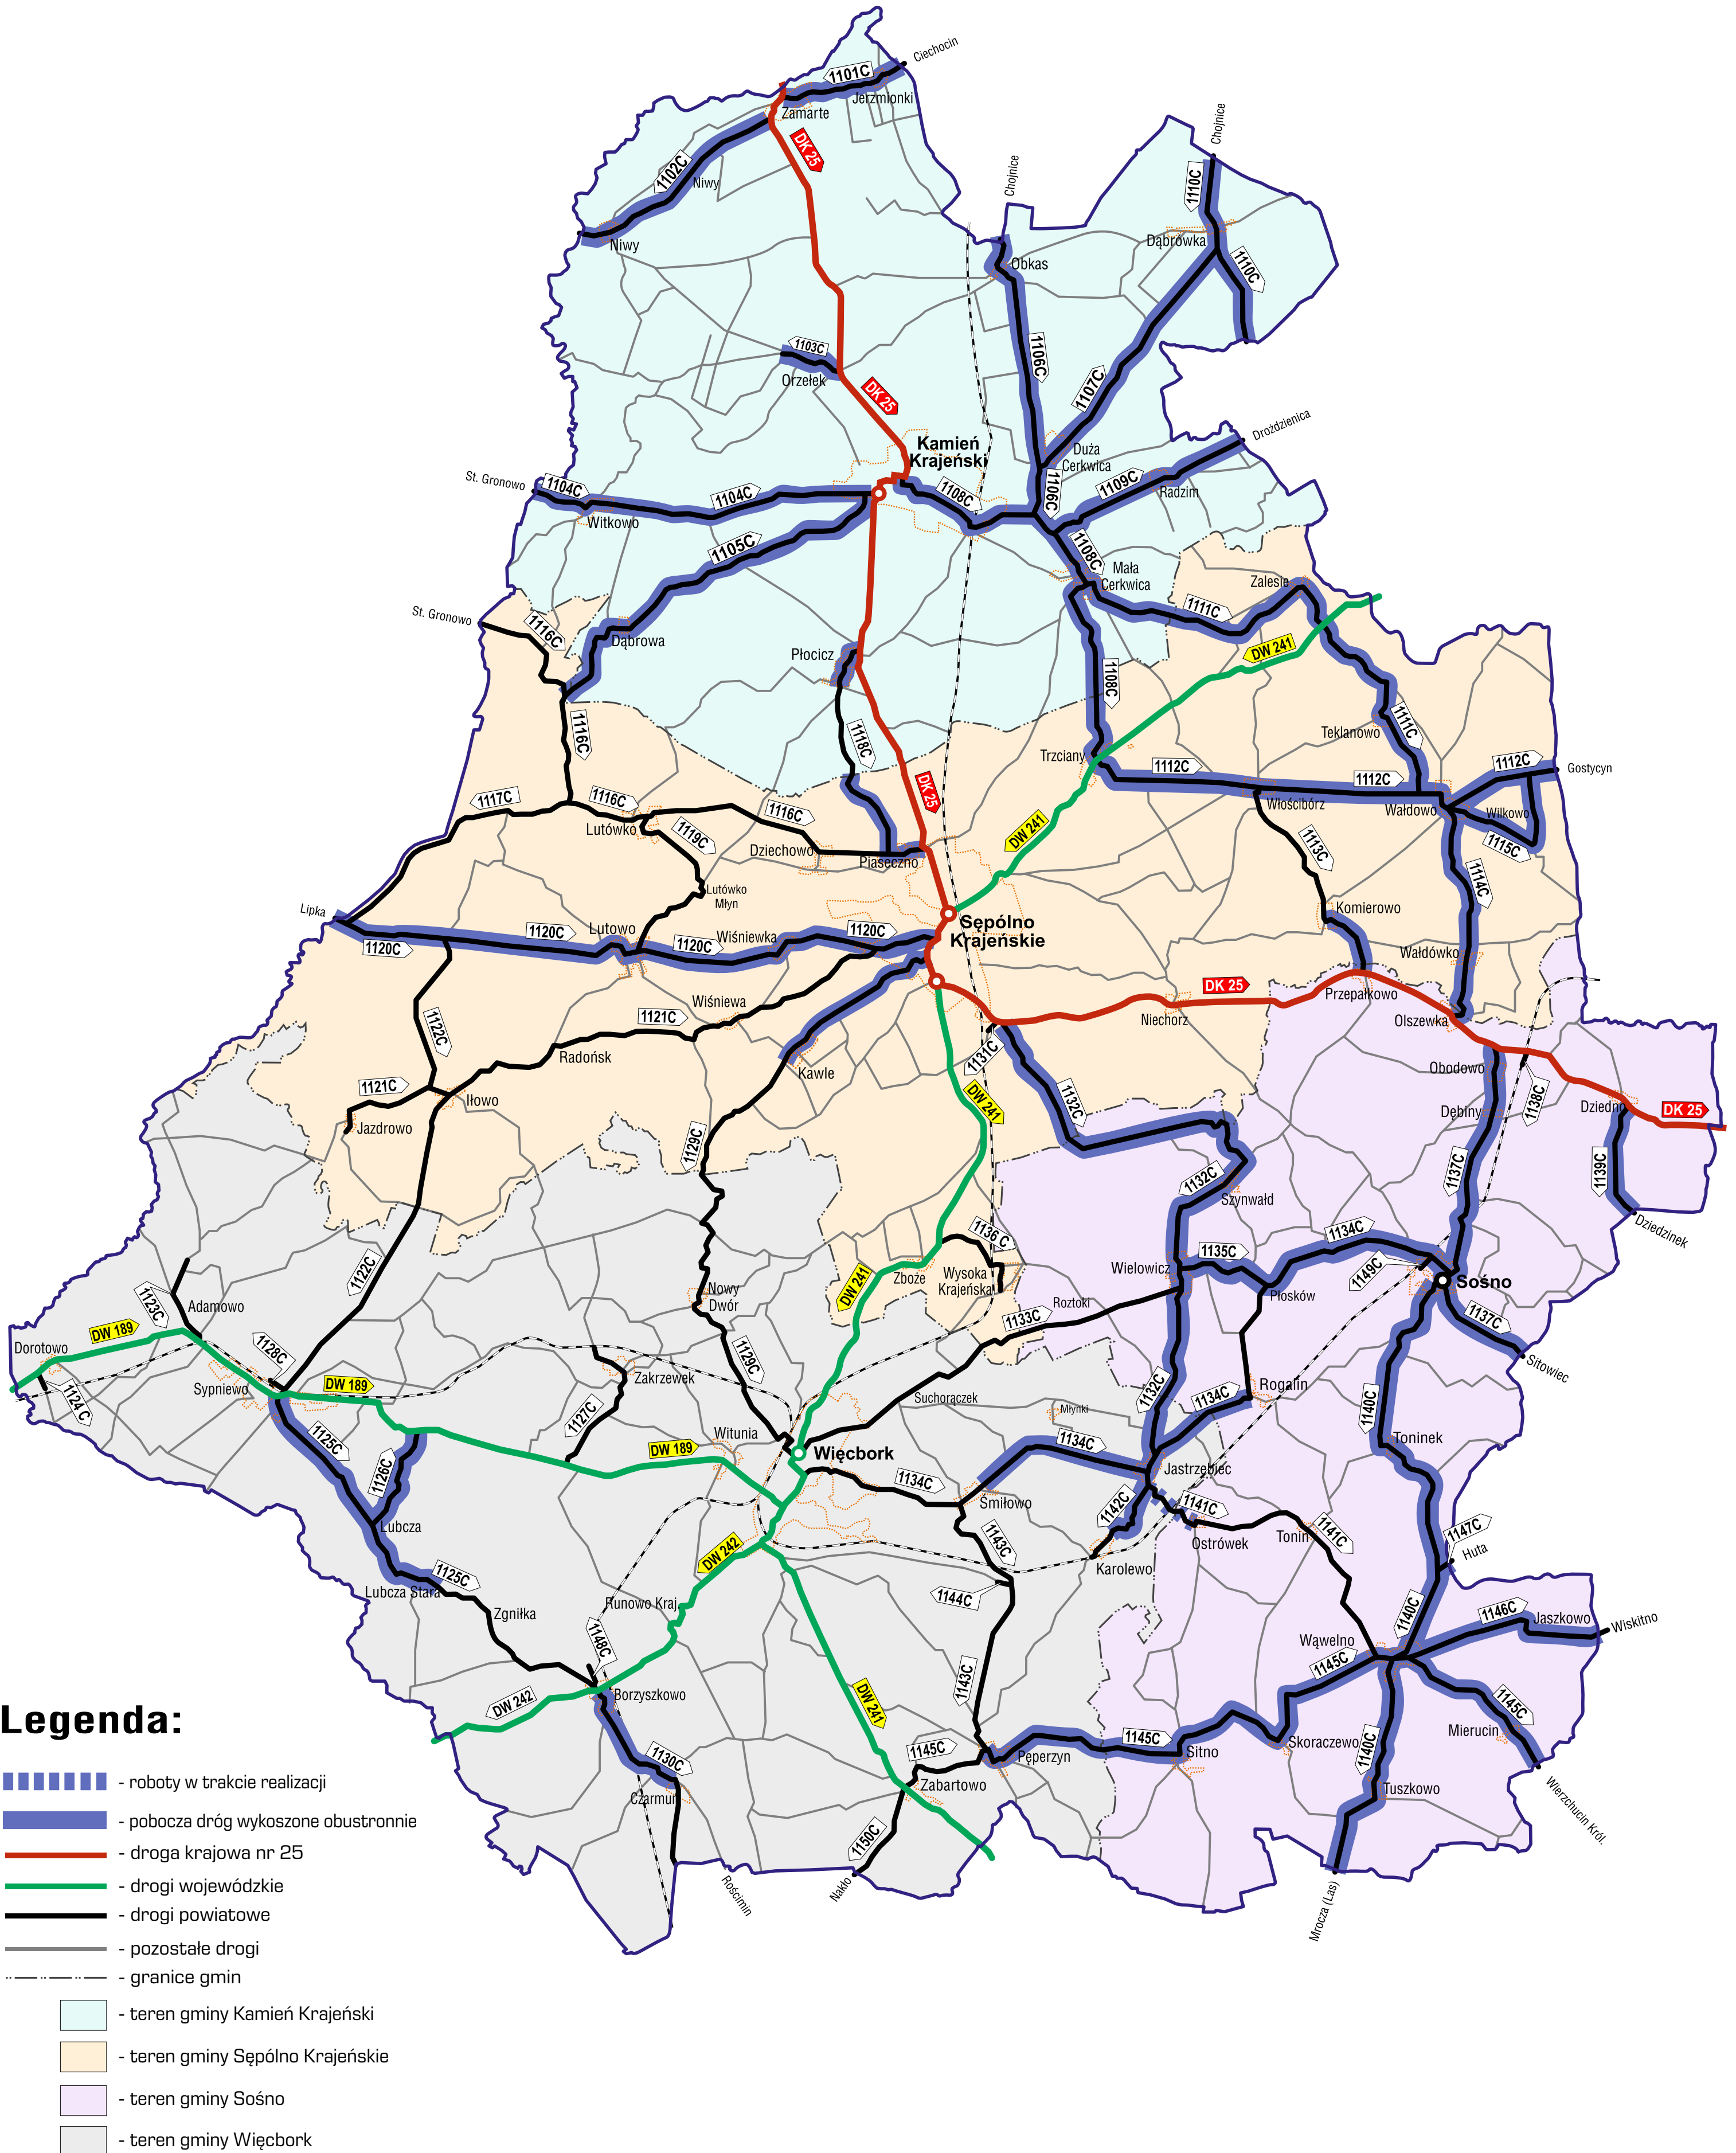 Ciechocin
1101C
Jerzmionki
Zamarte
DK 25
1102C
Niwy
Niwy
Chojnice
Chojnice
1110C
Dąbrówka
1110C
Obkas
1106C
1103C
Orzełek
DK 25
1107C
Kamień
Krajeński
Duża
Cerkwica
Drożdzienica
St. Gronowo
1104C
1104C
1108C
1106C
1109C
Radzim
Witkowo
1105C
1108C
Mała
Cerkwica
Zalesie
St. Gronowo
1116C
1111C
Dąbrowa
Płocicz
DW 241
1108C
1116C
1118C
1111C
Teklanowo
Trzciany
1112C
1112C
1112C
Gostycyn
DK 25
1117C
1116C
1116C
Włościbórz
Wałdowo
Wilkowo
Lutówko
1119C
DW 241
1113C
1115C
Dziechowo
Piaseczno
Lutówko
Młyn
1114C
Lipka
Komierowo
Sępólno
Krajeńskie
1120C
1120C
Lutowo
1120C
Wiśniewka
1120C
Wałdówko
DK 25
Przepałkowo
Wiśniewa
1121C
Niechorz
Olszewka
1122C
Radońsk
1131C
Kawle
Obodowo
1121C
Iłowo
DW 241
1132C
Dębiny
1138C
Dziedno
DK 25
Jazdrowo
1129C
1137C
1139C
1132C
Szynwałd
Dziedzinek
1136 C
1134C
1122C
1135C
Wielowicz
1149C
Zboże
Wysoka
Krajeńska
DW 241
Płosków
Sośno
Nowy
Dwór
1123C
Adamowo
Roztoki
1133C
1137C
DW 189
Dorotowo
1128C
1129C
Sitowiec
Zakrzewek
Sypniewo
DW 189
1132C
1134C
Rogalin
1124 C
Suchorączek
Młynki
1140C
1127C
1125C
Witunia
DW 189
Więcbork
1134C
Toninek
1126C
1134C
Jastrzębiec
Śmiłowo
1142C
1141C
Lubcza
1143C
Ostrówek
Tonin
1141C
1147C
Huta
DW 242
Karolewo
1125C
Lubcza Stara
1144C
Zgniłka
Runowo Kraj.
1140C
1146C
Jaszkowo
Wiskitno
1148C
Wąwelno
1145C
Borzyszkowo
1143C
DW 242
DW 241
1145C
Mierucin
1130C
1145C
1145C
Pęperzyn
Sitno
Skoraczewo
1140C
Czarmuń
Zabartowo
Tuszkowo
Wierzchucin Król.
1150C
Nakło
Rościmin
Mrocza (Las)
Legenda:
- roboty w trakcie realizacji
- pobocza dróg wykoszone obustronnie
- droga krajowa nr 25
- drogi wojewódzkie
- drogi powiatowe
- pozostałe drogi
- granice gmin
- teren gminy Kamień Krajeński
- teren gminy Sępólno Krajeńskie
- teren gminy Sośno
- teren gminy Więcbork